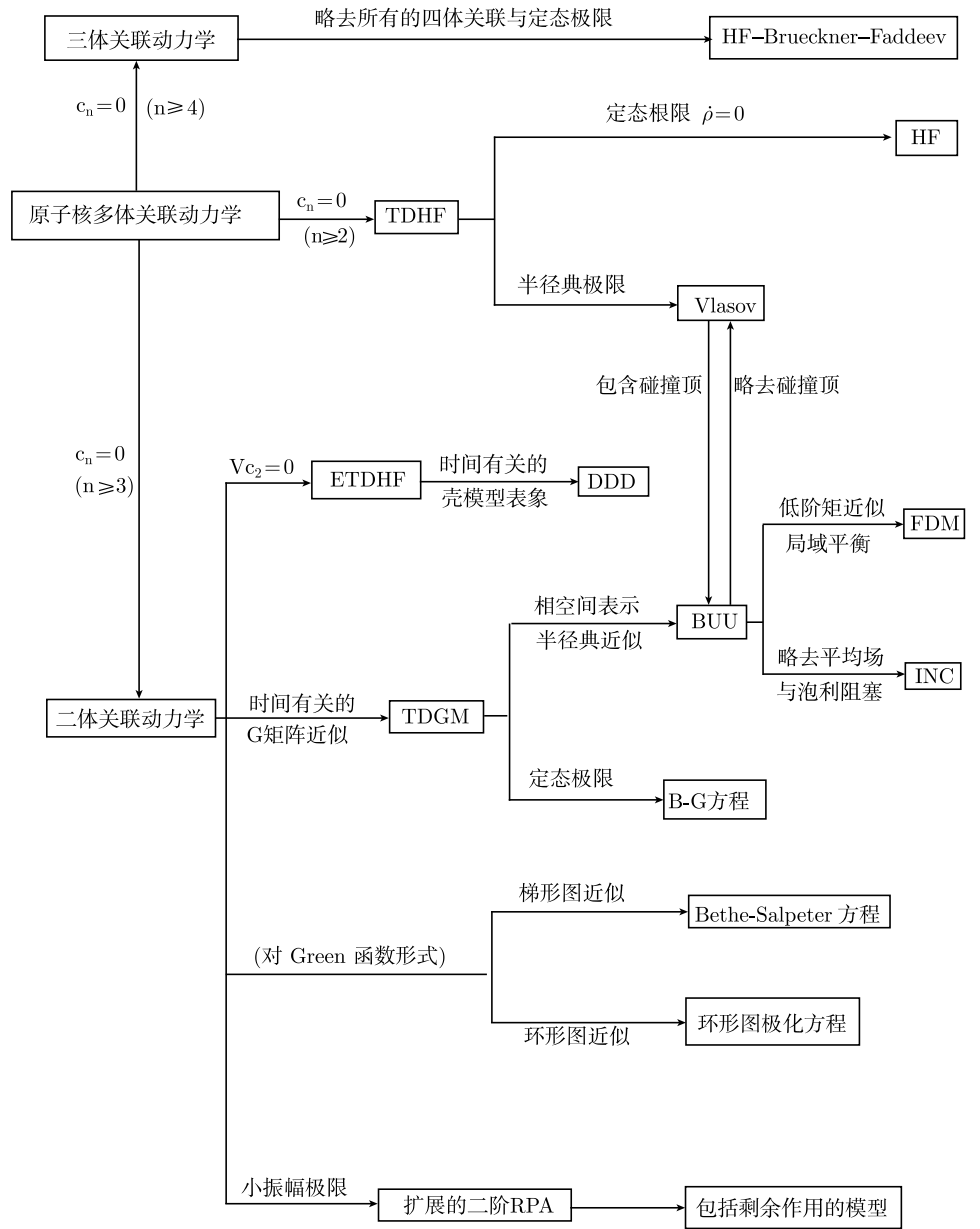 略去所有的四体关联与定态极限
三体关联动力学
HF–Brueckner–Faddeev
cₙ=0 (n≥4)
定态根限 ρ̇=0
HF
原子核多体关联动力学
cₙ=0
(n≥2)
TDHF
半径典极限
Vlasov
包含碰撞顶
略去碰撞顶
cₙ=0
(n≥3)
Vc₂=0
ETDHF
时间有关的
壳模型表象
DDD
低阶矩近似
局域平衡
FDM
相空间表示
半径典近似
BUU
略去平均场
与泡利阻塞
INC
二体关联动力学
时间有关的
G矩阵近似
TDGM
定态极限
B-G方程
梯形图近似
Bethe-Salpeter 方程
(对 Green 函数形式)
环形图近似
环形图极化方程
小振幅极限
扩展的二阶RPA
包括剩余作用的模型